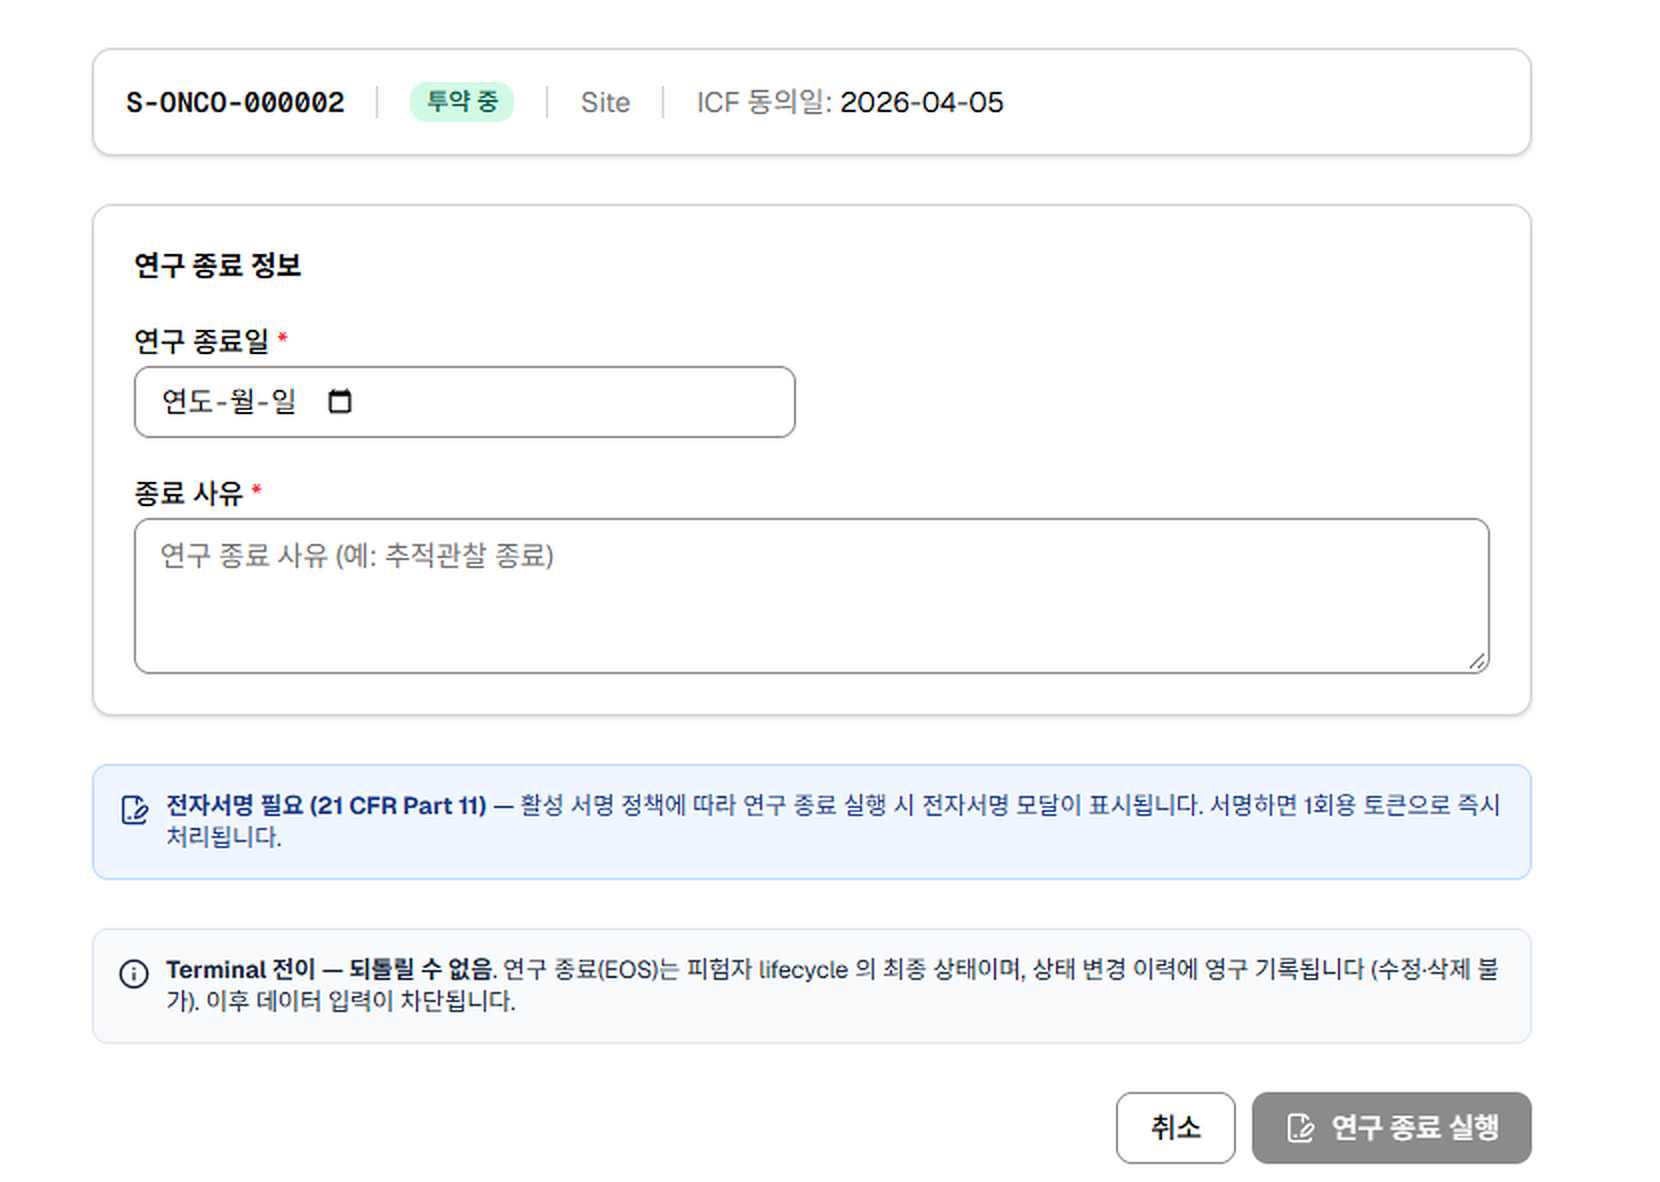 S-ONCO-000002 투약 중 Site ICF 동의일: 2026-04-05
연구 종료 정보
연구 종료일 *
연도-월-일
종료 사유 *
연구 종료 사유 (예: 추적관찰 종료)
전자서명 필요 (21 CFR Part 11) — 활성 서명 정책에 따라 연구 종료 실행 시 전자서명 모달이 표시됩니다. 서명하면 1회용 토큰으로 즉시
처리됩니다.
Terminal 전이 — 되돌릴 수 없음. 연구 종료(EOS)는 피험자 lifecycle 의 최종 상태이며, 상태 변경 이력에 영구 기록됩니다 (수정·삭제 불
가). 이후 데이터 입력이 차단됩니다.
취소 연구 종료 실행